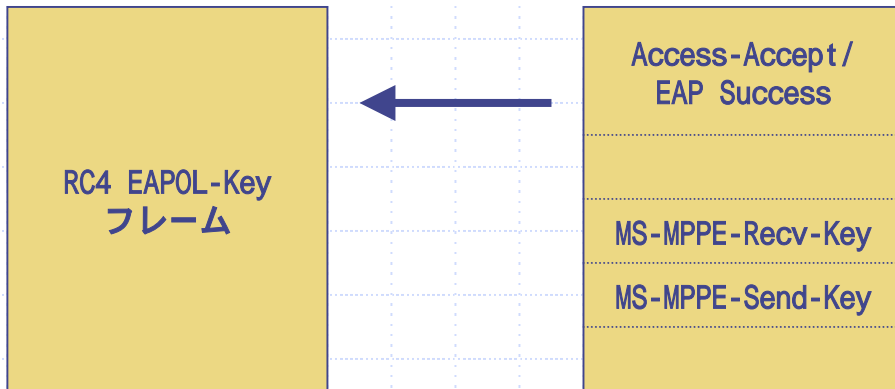 RC4 EAPOL-Key
フレーム
Access-Accept/
EAP Success
MS-MPPE-Recv-Key
MS-MPPE-Send-Key